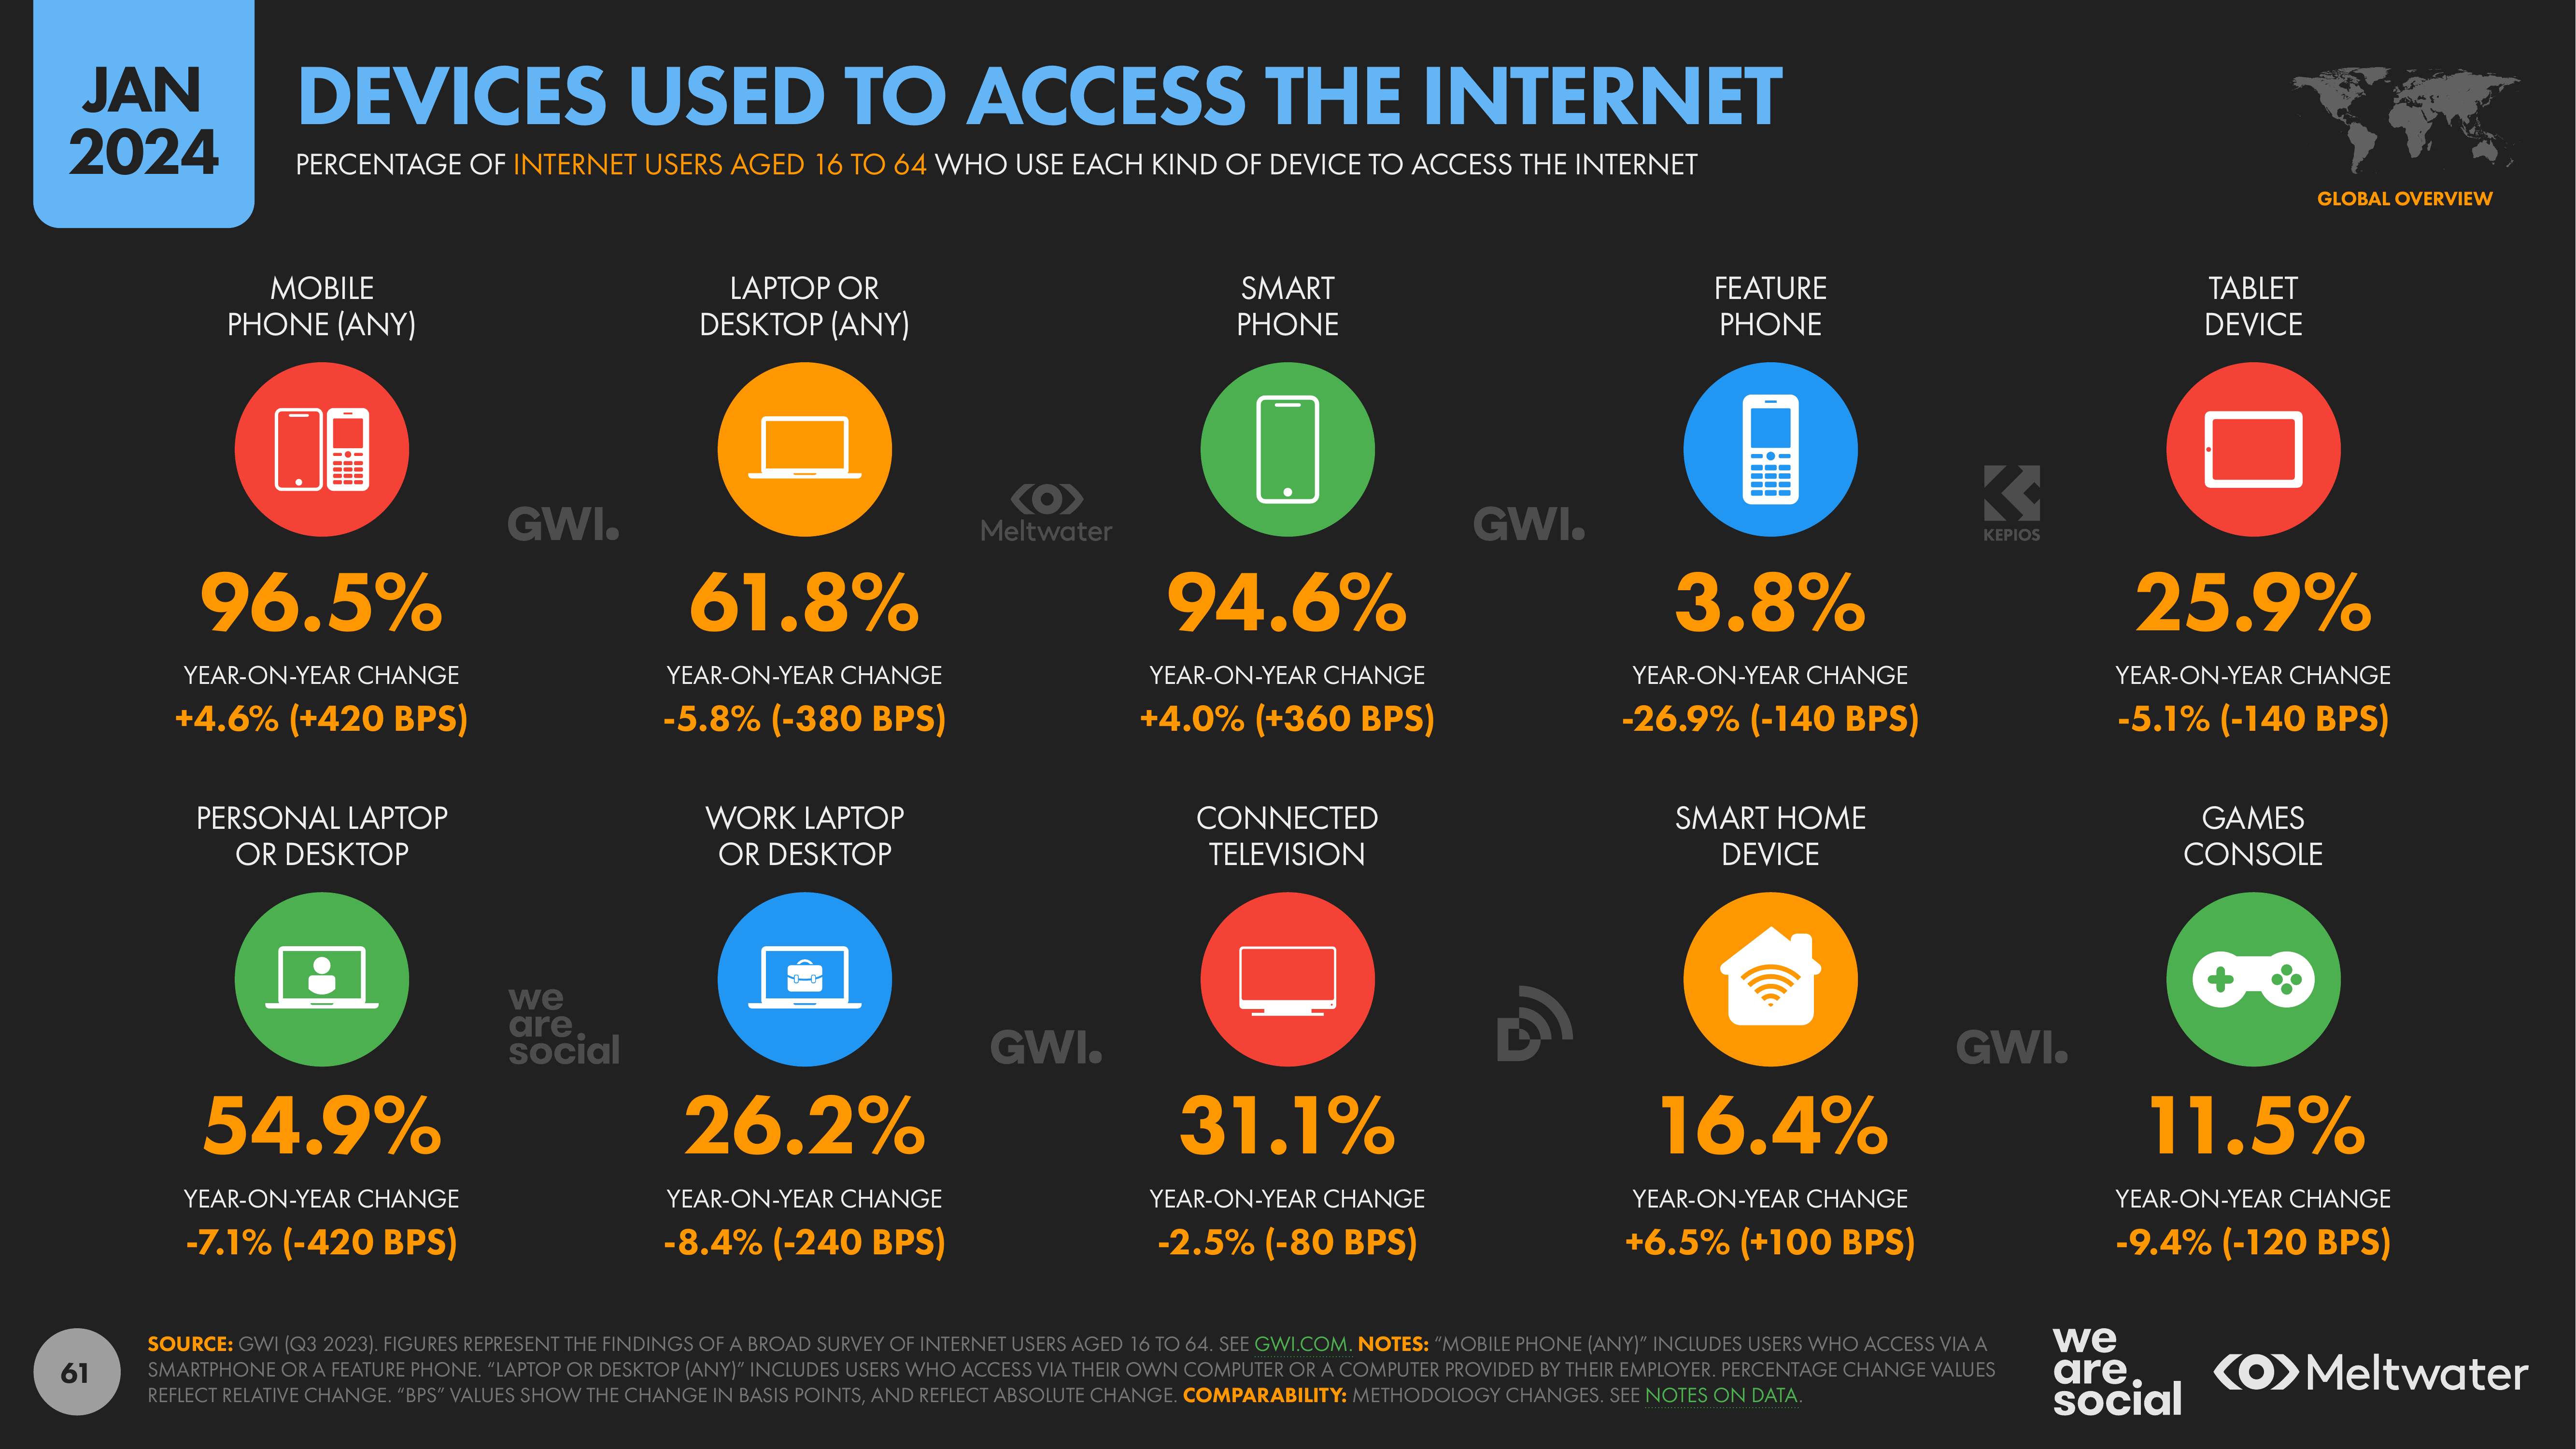 JAN
2024
DEVICES USED TO ACCESS THE INTERNET
PERCENTAGE OF INTERNET USERS AGED 16 TO 64 WHO USE EACH KIND OF DEVICE TO ACCESS THE INTERNET
GLOBAL OVERVIEW
MOBILE
PHONE (ANY)
96.5%
YEAR-ON-YEAR CHANGE
+4.6% (+420 BPS)
GWI.
LAPTOP OR
DESKTOP (ANY)
61.8%
YEAR-ON-YEAR CHANGE
-5.8% (-380 BPS)
Meltwater
SMART
PHONE
94.6%
YEAR-ON-YEAR CHANGE
+4.0% (+360 BPS)
GWI.
FEATURE
PHONE
3.8%
YEAR-ON-YEAR CHANGE
-26.9% (-140 BPS)
KEPIOS
TABLET
DEVICE
25.9%
YEAR-ON-YEAR CHANGE
-5.1% (-140 BPS)
PERSONAL LAPTOP
OR DESKTOP
54.9%
YEAR-ON-YEAR CHANGE
-7.1% (-420 BPS)
we
are
social
WORK LAPTOP
OR DESKTOP
26.2%
YEAR-ON-YEAR CHANGE
-8.4% (-240 BPS)
GWI.
CONNECTED
TELEVISION
31.1%
YEAR-ON-YEAR CHANGE
-2.5% (-80 BPS)
SMART HOME
DEVICE
16.4%
YEAR-ON-YEAR CHANGE
+6.5% (+100 BPS)
GWI.
GAMES
CONSOLE
11.5%
YEAR-ON-YEAR CHANGE
-9.4% (-120 BPS)
61
SOURCE: GWI (Q3 2023). FIGURES REPRESENT THE FINDINGS OF A BROAD SURVEY OF INTERNET USERS AGED 16 TO 64. SEE GWI.COM. NOTES: “MOBILE PHONE (ANY)” INCLUDES USERS WHO ACCESS VIA A
SMARTPHONE OR A FEATURE PHONE. “LAPTOP OR DESKTOP (ANY)” INCLUDES USERS WHO ACCESS VIA THEIR OWN COMPUTER OR A COMPUTER PROVIDED BY THEIR EMPLOYER. PERCENTAGE CHANGE VALUES
REFLECT RELATIVE CHANGE. “BPS” VALUES SHOW THE CHANGE IN BASIS POINTS, AND REFLECT ABSOLUTE CHANGE. COMPARABILITY: METHODOLOGY CHANGES. SEE NOTES ON DATA.
we
are
social
Meltwater